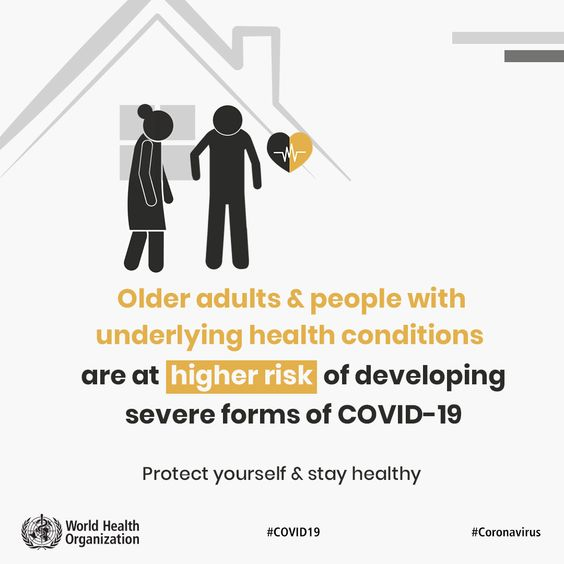 Older adults & people with
underlying health conditions
are at higher risk of developing
severe forms of COVID-19
Protect yourself & stay healthy
World Health
Organization
#COVID19
#Coronavirus